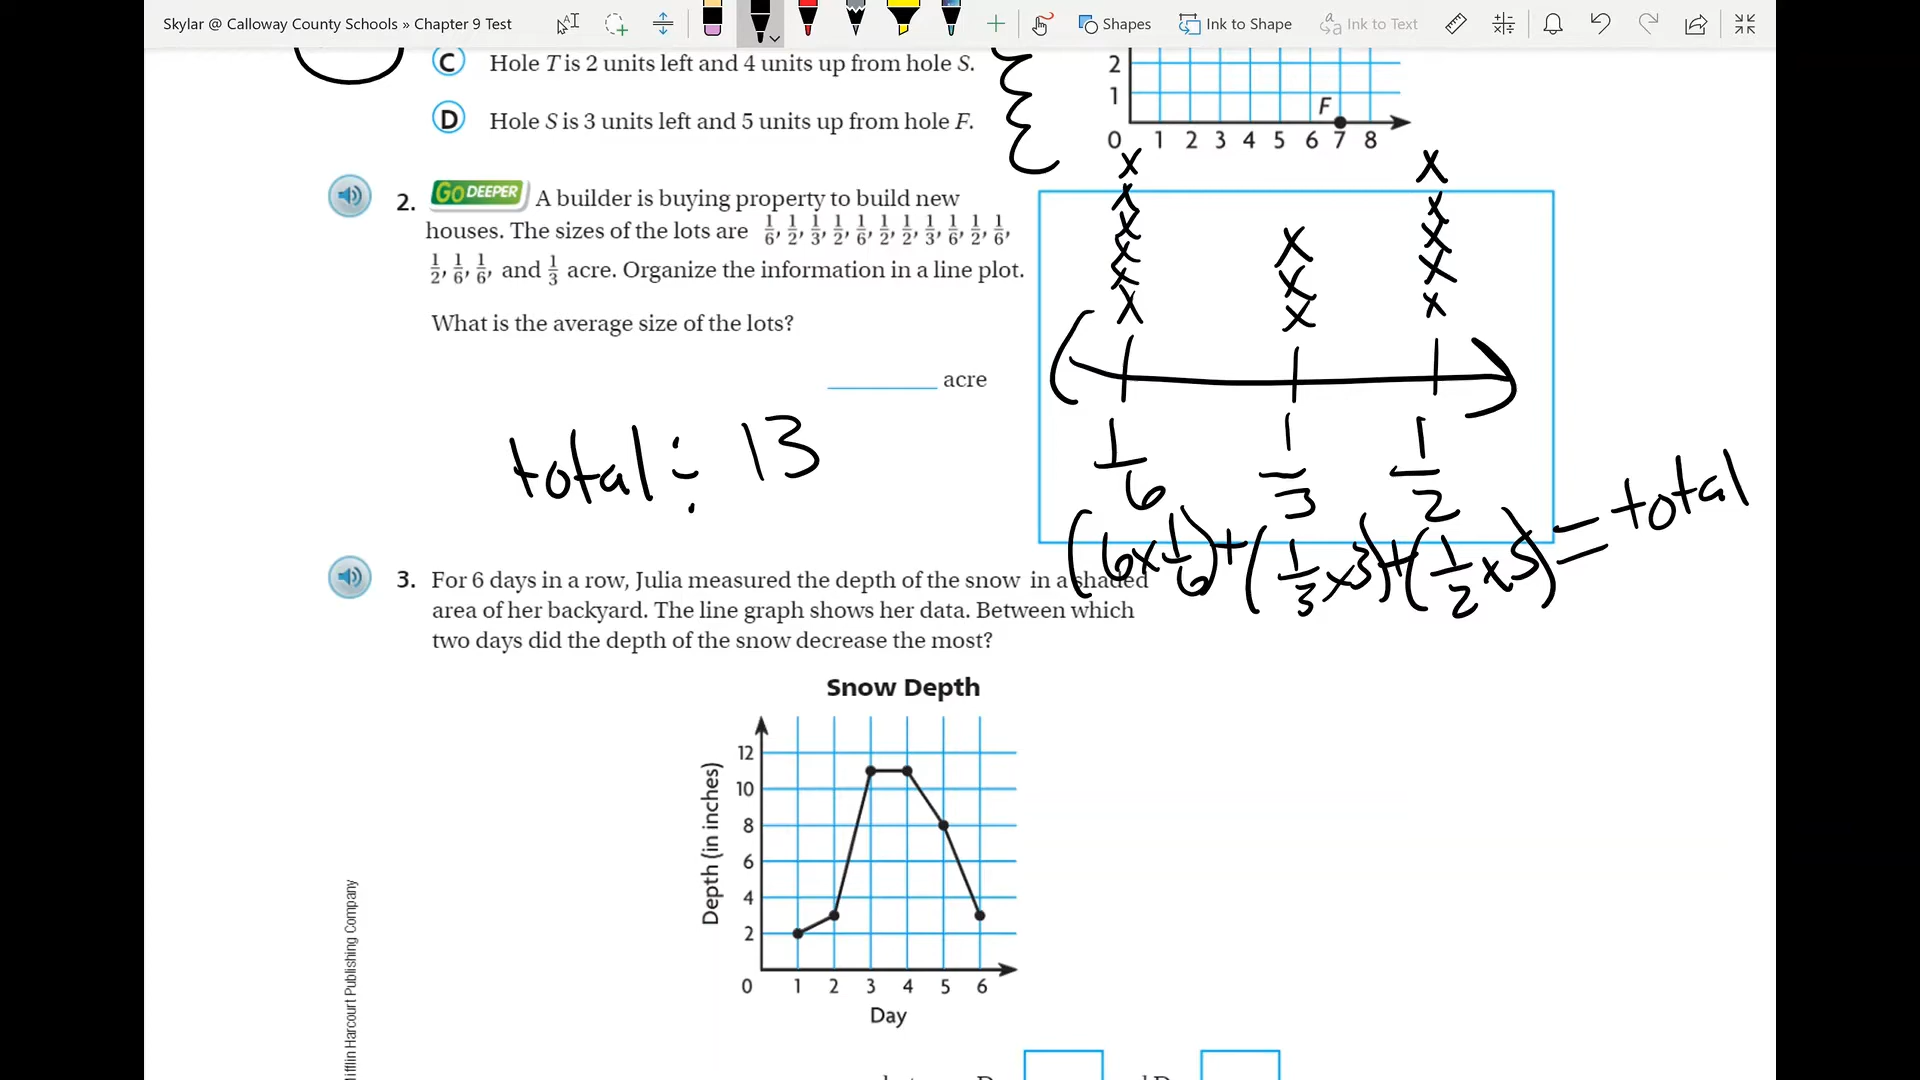 Skylar @ Calloway County Schools » Chapter 9 Test
Shapes
Ink to Shape
Ink to Text
C Hole T is 2 units left and 4 units up from hole S.
D Hole S is 3 units left and 5 units up from hole F.
2
1
F
0 1 2 3 4 5 6 7 8
2. GO DEEPER A builder is buying property to build new
houses. The sizes of the lots are 1/6, 1/2, 1/3, 1/2, 1/6, 1/2, 1/2, 1/3, 1/6, 1/2, 1/6,
1/2, 1/6, 1/6, and 1/3 acre. Organize the information in a line plot.
What is the average size of the lots?
acre
total ÷ 13
x x
x x
x x x
x x x
x x x
x
1/6 1/3 1/2
(6x1/6)+(1/3x3)+(1/2x5)= total
3. For 6 days in a row, Julia measured the depth of the snow in a shaded
area of her backyard. The line graph shows her data. Between which
two days did the depth of the snow decrease the most?
Snow Depth
Depth (in inches)
12
10
8
6
4
2
0 1 2 3 4 5 6
Day
ifflin Harcourt Publishing Company